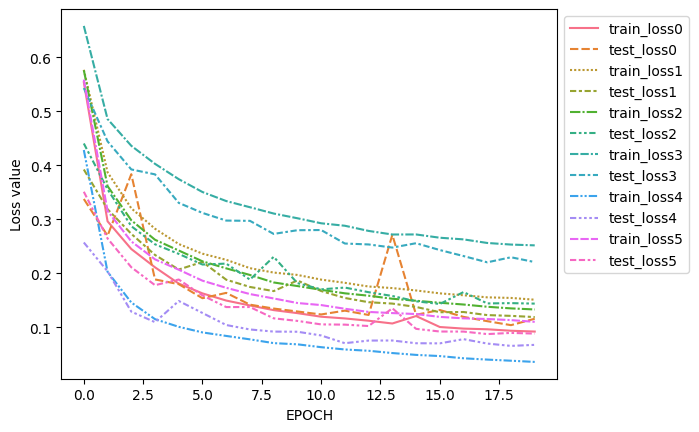 Loss value
0.6
0.5
0.4
0.3
0.2
0.1
0.0
2.5
5.0
7.5
10.0
12.5
15.0
17.5
EPOCH
train_loss0
test_loss0
train_loss1
test_loss1
train_loss2
test_loss2
train_loss3
test_loss3
train_loss4
test_loss4
train_loss5
test_loss5